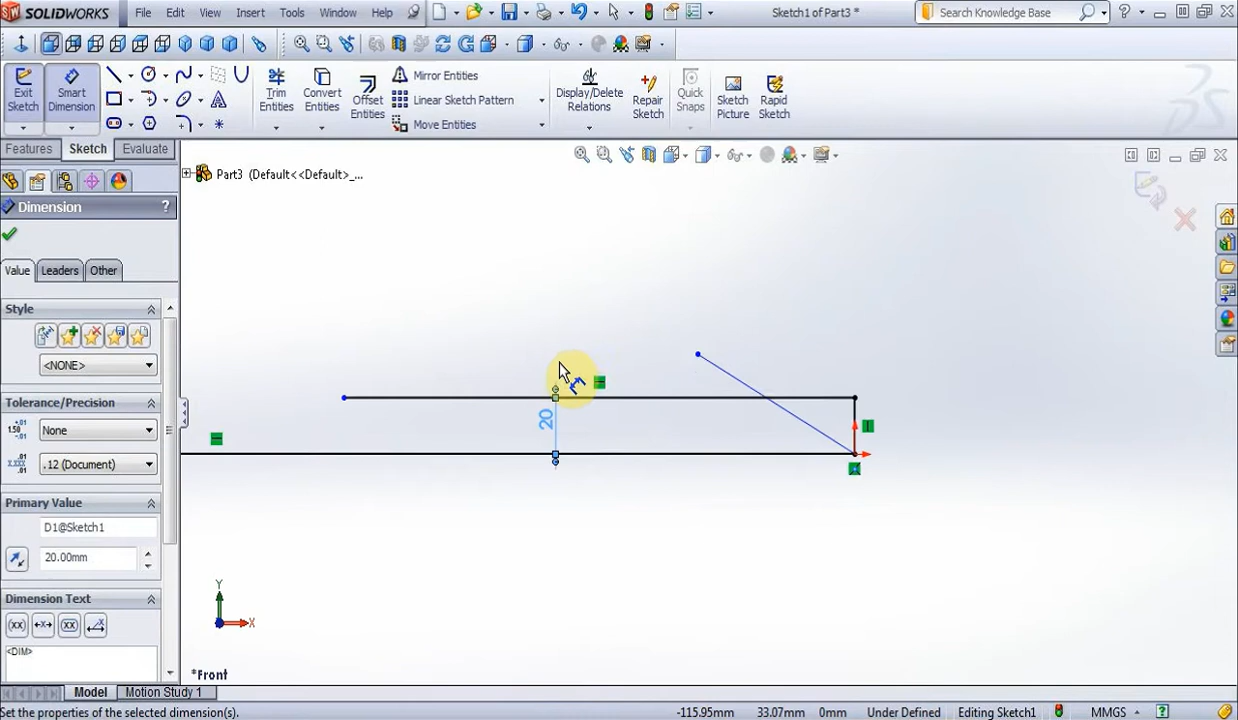 SOLIDWORKS
File
Edit
View
Insert
Tools
Window
Help
Sketch1 of Part3 *
Search Knowledge Base
Exit Sketch
Smart Dimension
Trim Entities
Convert Entities
Offset Entities
Mirror Entities
Linear Sketch Pattern
Move Entities
Display/Delete Relations
Repair Sketch
Quick Snaps
Sketch Picture
Rapid Sketch
Features
Sketch
Evaluate
Part3 (Default<<Default>_...
Dimension
?
Value
Leaders
Other
Style
<NONE>
Tolerance/Precision
None
.12 (Document)
Primary Value
D1@Sketch1
20.00mm
Dimension Text
(xx)
<DIM>
20
Y
X
*Front
Model
Motion Study 1
Set the properties of the selected dimension(s).
-115.95mm
33.07mm
0mm
Under Defined
Editing Sketch1
MMGS